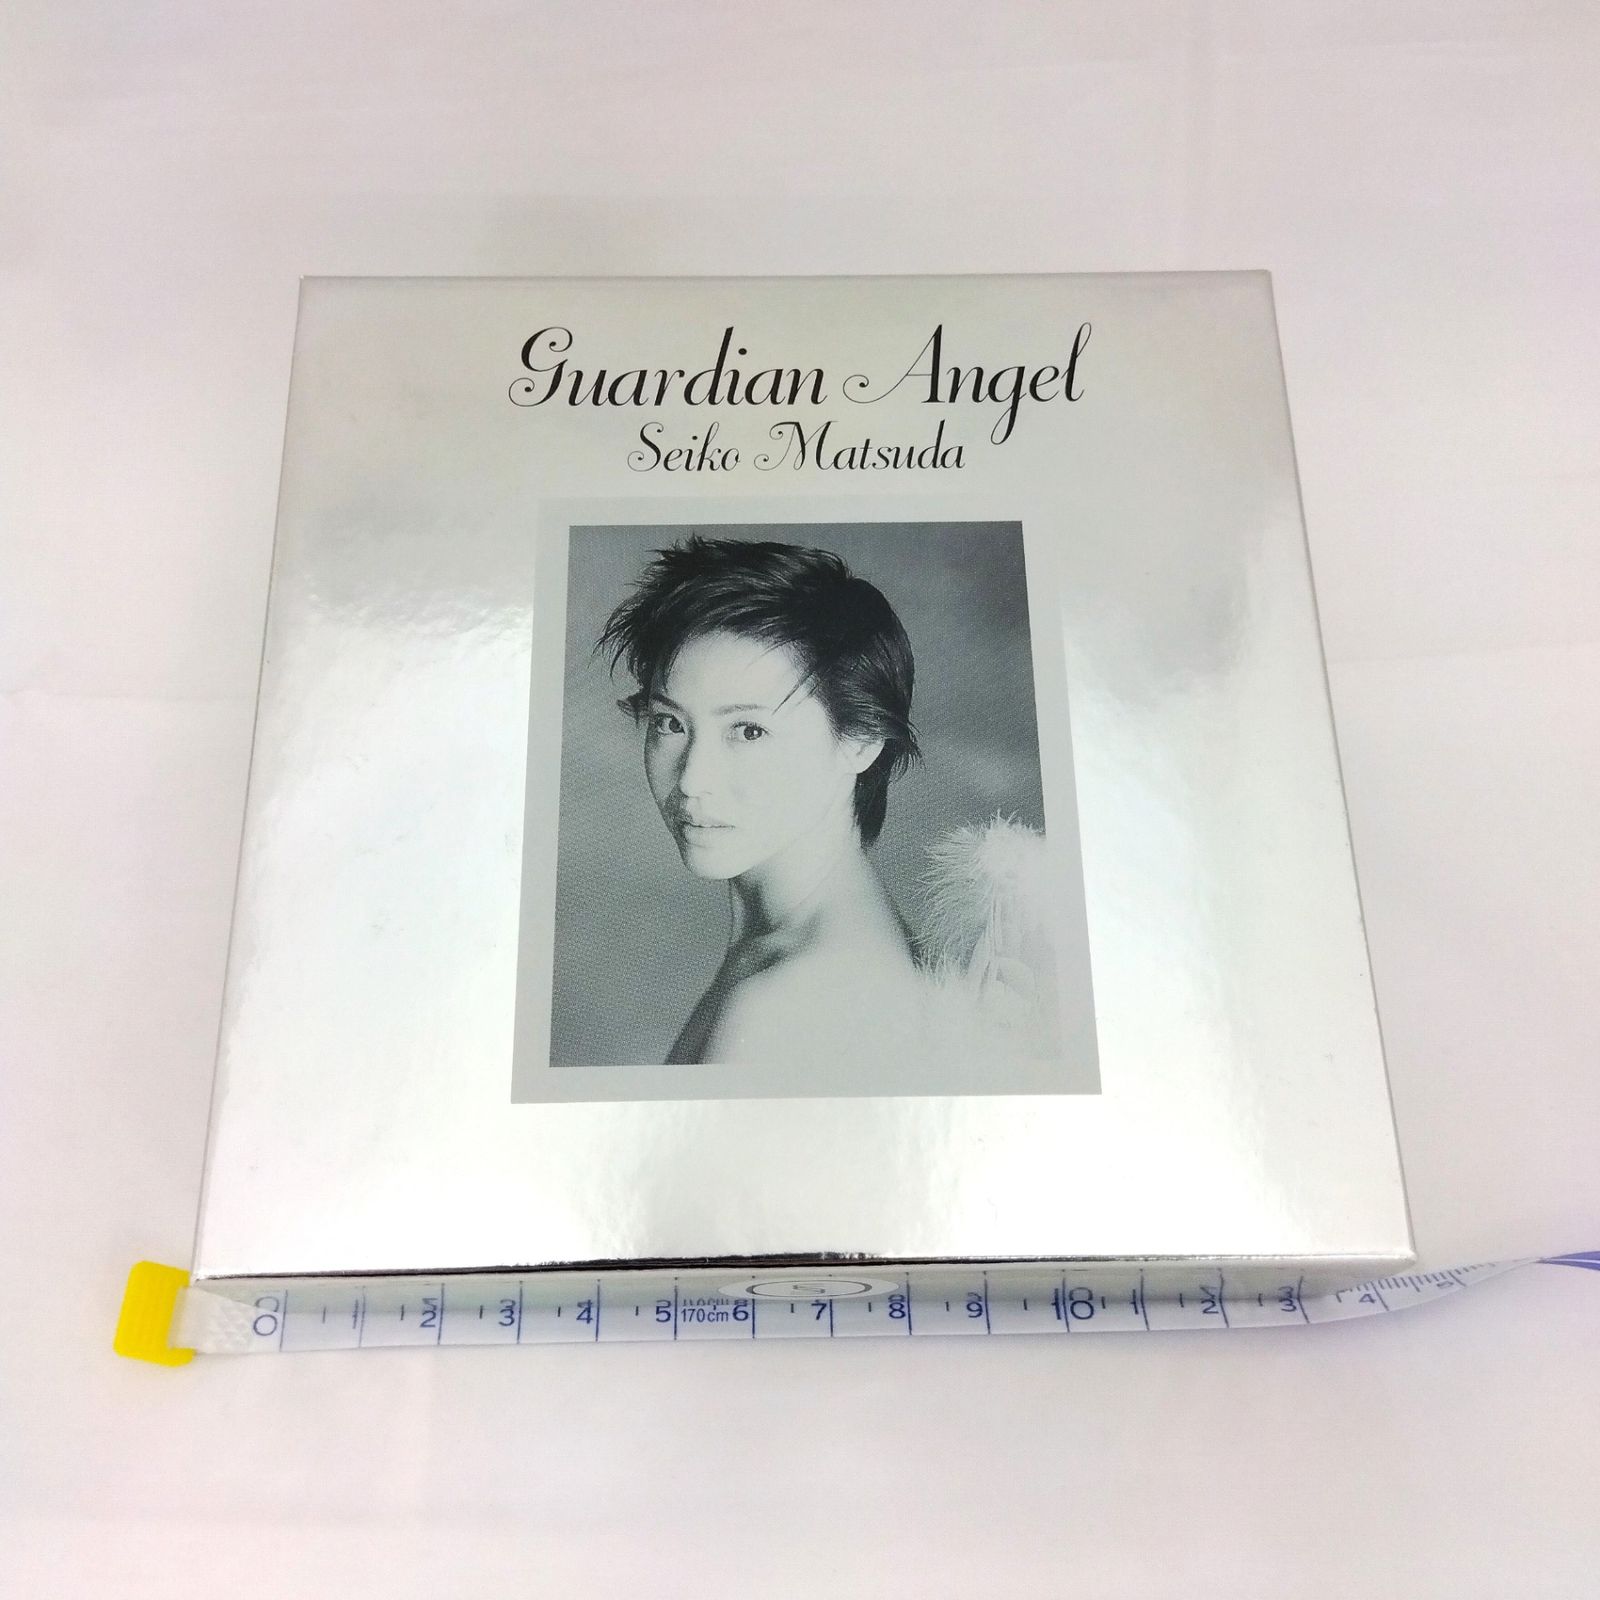 Guardian Angel
Seiko Matsuda
S
0 1 2 3 4 5 170cm 6 7 8 9 10 1 2 3 4 5